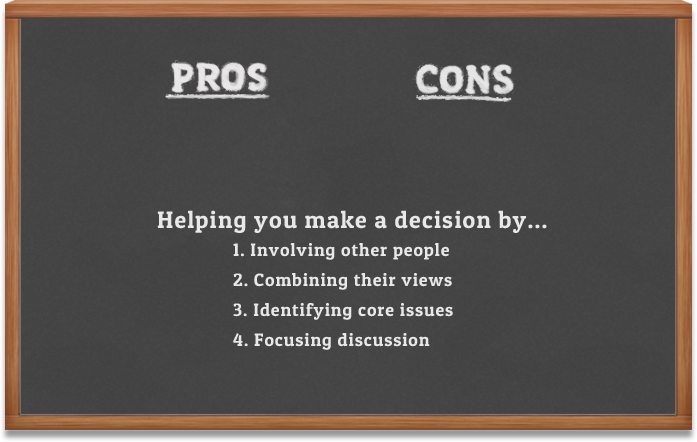 PROS CONS
Helping you make a decision by...
1. Involving other people
2. Combining their views
3. Identifying core issues
4. Focusing discussion